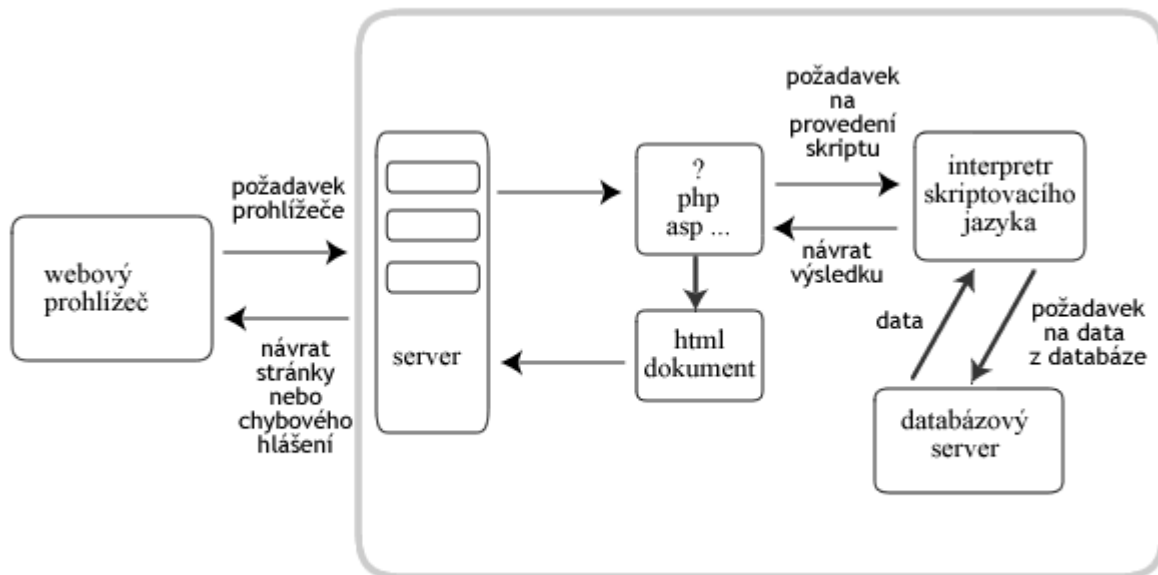 webový
prohlížeč
požadavek
prohlížeče
návrat
stránky
nebo
chybového
hlášení
server
?
php
asp ...
html
dokument
požadavek
na
provedení
skriptu
návrat
výsledku
interpretr
skriptovacího
jazyka
data
požadavek
na data
z databáze
databázový
server